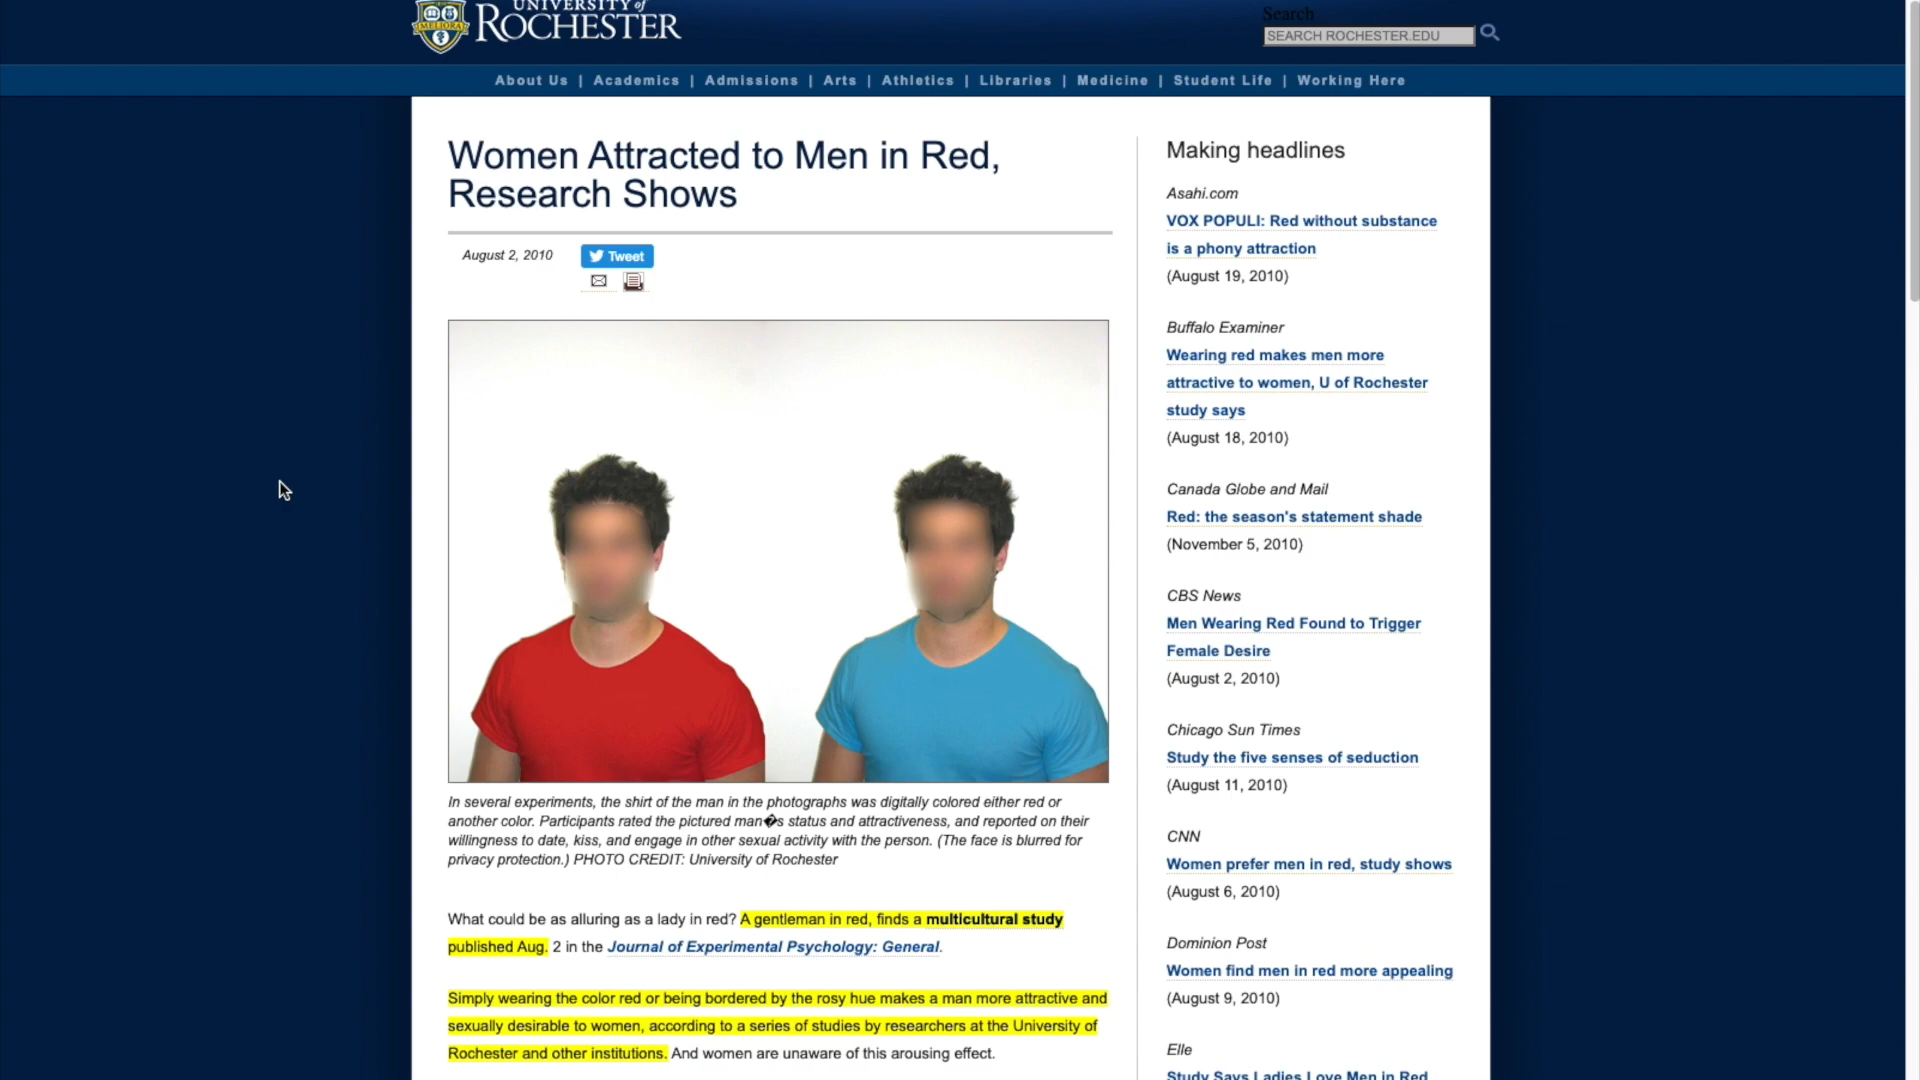 UNIVERSITY of
ROCHESTER
MELIORA
Search
SEARCH ROCHESTER.EDU
About Us | Academics | Admissions | Arts | Athletics | Libraries | Medicine | Student Life | Working Here
Women Attracted to Men in Red,
Research Shows
August 2, 2010
Tweet
In several experiments, the shirt of the man in the photographs was digitally colored either red or
another color. Participants rated the pictured man�s status and attractiveness, and reported on their
willingness to date, kiss, and engage in other sexual activity with the person. (The face is blurred for
privacy protection.) PHOTO CREDIT: University of Rochester
What could be as alluring as a lady in red? A gentleman in red, finds a multicultural study
published Aug. 2 in the Journal of Experimental Psychology: General.
Simply wearing the color red or being bordered by the rosy hue makes a man more attractive and
sexually desirable to women, according to a series of studies by researchers at the University of
Rochester and other institutions. And women are unaware of this arousing effect.
Making headlines
Asahi.com
VOX POPULI: Red without substance
is a phony attraction
(August 19, 2010)
Buffalo Examiner
Wearing red makes men more
attractive to women, U of Rochester
study says
(August 18, 2010)
Canada Globe and Mail
Red: the season's statement shade
(November 5, 2010)
CBS News
Men Wearing Red Found to Trigger
Female Desire
(August 2, 2010)
Chicago Sun Times
Study the five senses of seduction
(August 11, 2010)
CNN
Women prefer men in red, study shows
(August 6, 2010)
Dominion Post
Women find men in red more appealing
(August 9, 2010)
Elle
Study Says Ladies Love Men in Red